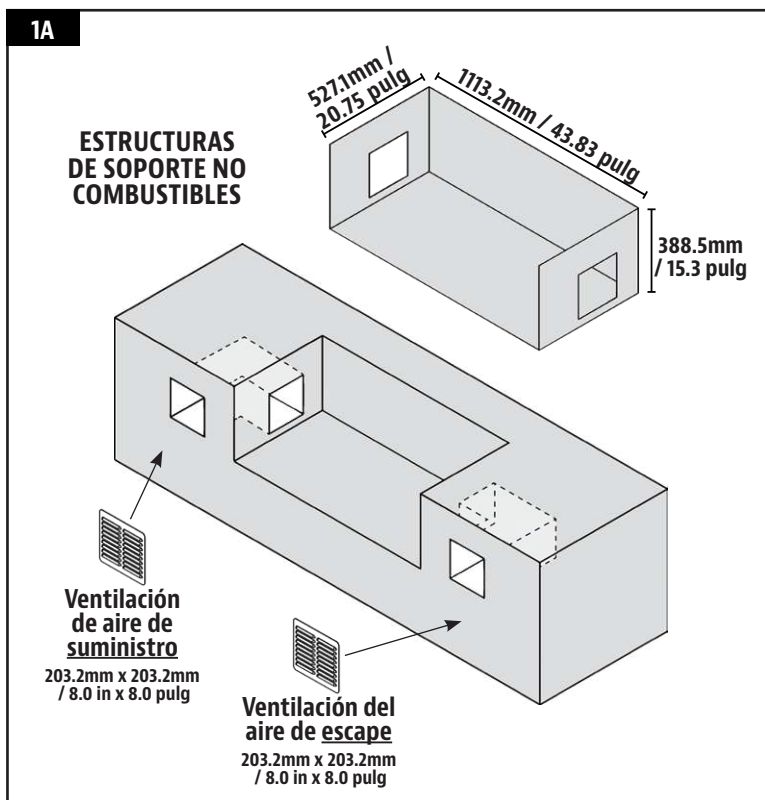 1A
ESTRUCTURAS
DE SOPORTE NO
COMBUSTIBLES
527.1mm /
20.75 pulg
1113.2mm / 43.83 pulg
388.5mm
/ 15.3 pulg
Ventilación
de aire de
suministro
203.2mm x 203.2mm
/ 8.0 in x 8.0 pulg
Ventilación del
aire de escape
203.2mm x 203.2mm
/ 8.0 in x 8.0 pulg